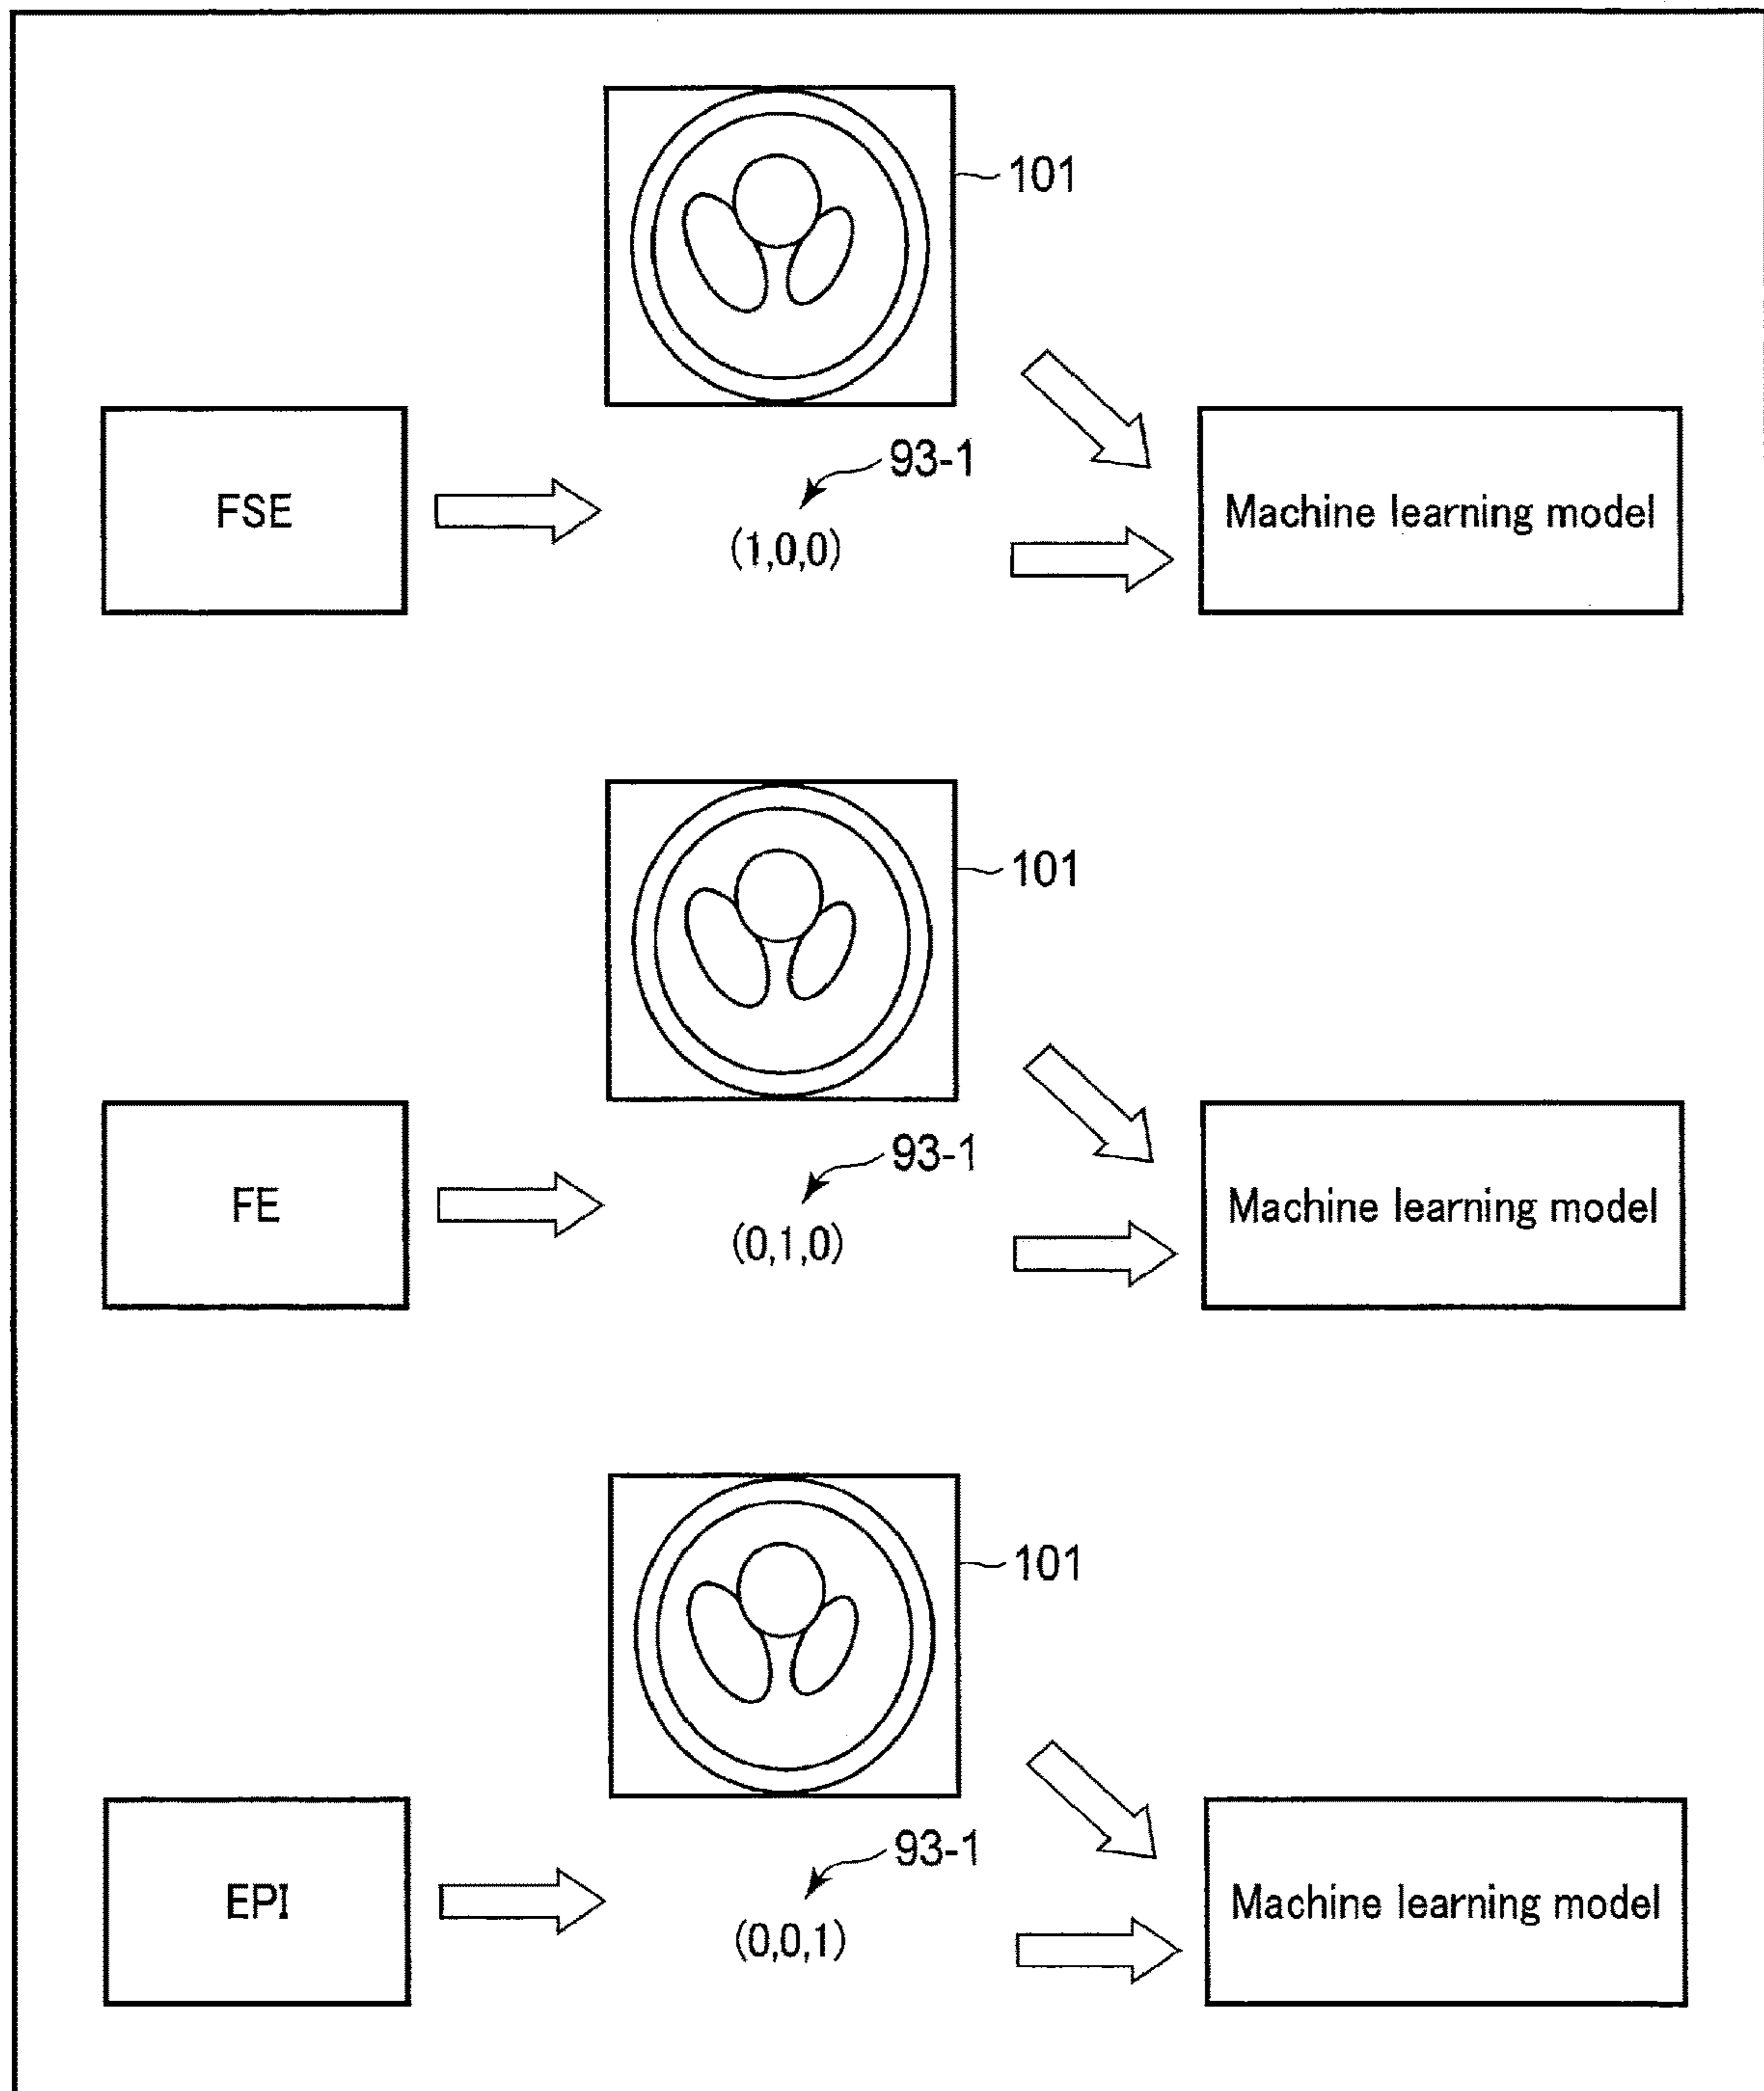 101
93-1
FSE
(1,0,0)
Machine learning model
101
93-1
FE
(0,1,0)
Machine learning model
101
93-1
EPI
(0,0,1)
Machine learning model